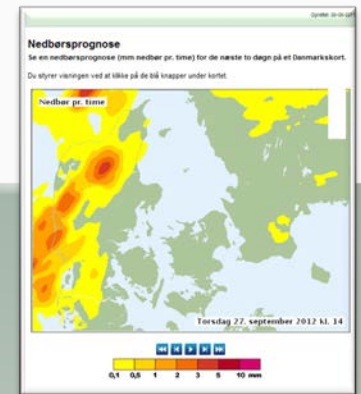 Nedbørsprognose
Se en nedbørsprognose (mm nedbør pr. time) for de næste to døgn på et Danmarkskort.
Du styrer visningen ved at klikke på de blå knapper under kortet.
Nedbør pr. time
Torsdag 27. september 2012 kl. 14
0,1 0,5 1 2 3 5 10 mm